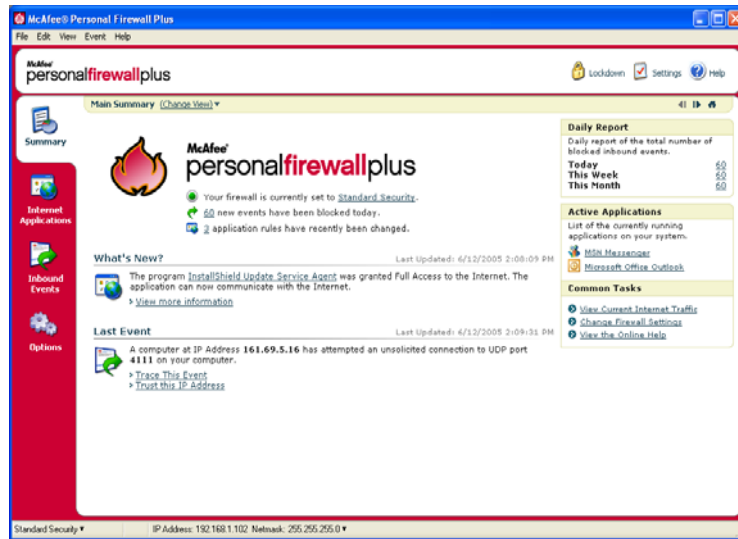 McAfee® Personal Firewall Plus
File Edit View Event Help
McAfee®
personalfirewallplus
Lockdown Settings Help
Main Summary (Change View)
Summary
Internet
Applications
Inbound
Events
Options
McAfee®
personalfirewallplus
Your firewall is currently set to Standard Security.
60 new events have been blocked today.
2 application rules have recently been changed.
What's New?
Last Updated: 6/12/2005 2:08:09 PM
The program InstallShield Update Service Agent was granted Full Access to the Internet. The
application can now communicate with the Internet.
View more information
Last Event
Last Updated: 6/12/2005 2:09:31 PM
A computer at IP Address 161.69.5.16 has attempted an unsolicited connection to UDP port
4111 on your computer.
Trace This Event
Trust this IP Address
Daily Report
Daily report of the total number of
blocked inbound events.
Today 60
This Week 60
This Month 60
Active Applications
List of the currently running
applications on your system.
MSN Messenger
Microsoft Office Outlook
Common Tasks
View Current Internet Traffic
Change Firewall Settings
View the Online Help
Standard Security
IP Address: 192.168.1.102 Netmask: 255.255.255.0